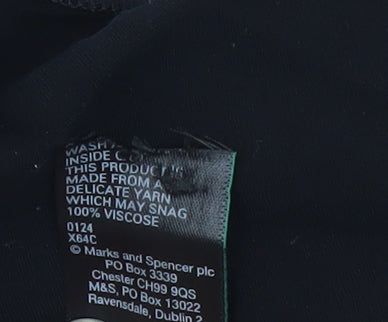 WASH
INSIDE
THIS PRODUCT IS
MADE FROM A
DELICATE YARN
WHICH MAY SNAG
100% VISCOSE
0124
X64C
© Marks and Spencer plc
PO Box 3339
Chester CH99 9QS
M&S, PO Box 13022
Ravensdale, Dublin 2